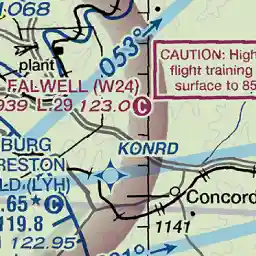 1,068
053°
plant
CAUTION: High
flight training
surface to 85
FALWELL (W24)
939 L 29 123.0 C
BURG
KONRD
RESTON
LD (LYH)
.65 * C
Concord
119.8
1141
122.95